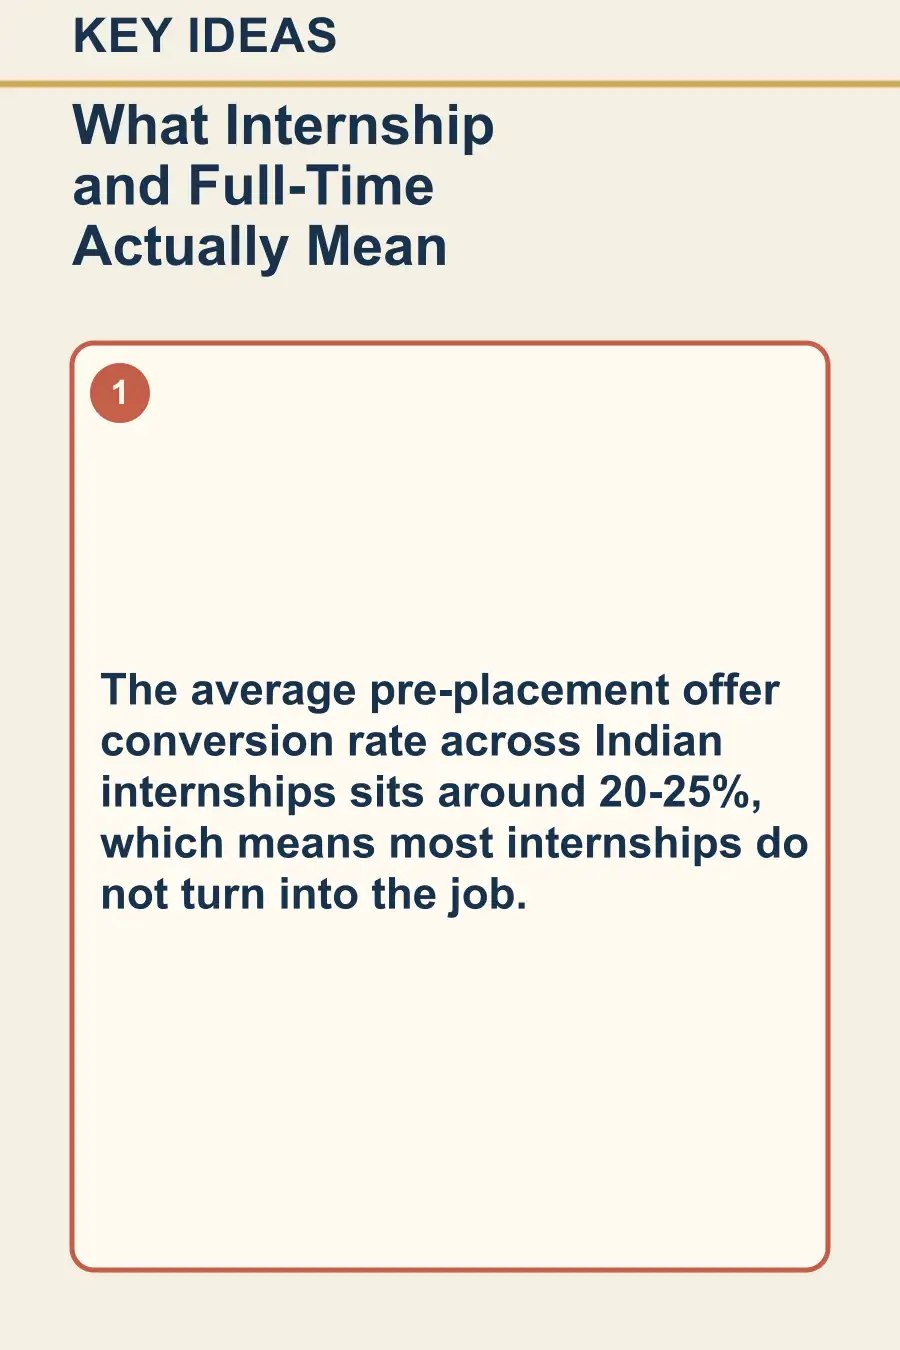 KEY IDEAS
What Internship
and Full-Time
Actually Mean
1
The average pre-placement offer
conversion rate across Indian
internships sits around 20-25%,
which means most internships do
not turn into the job.